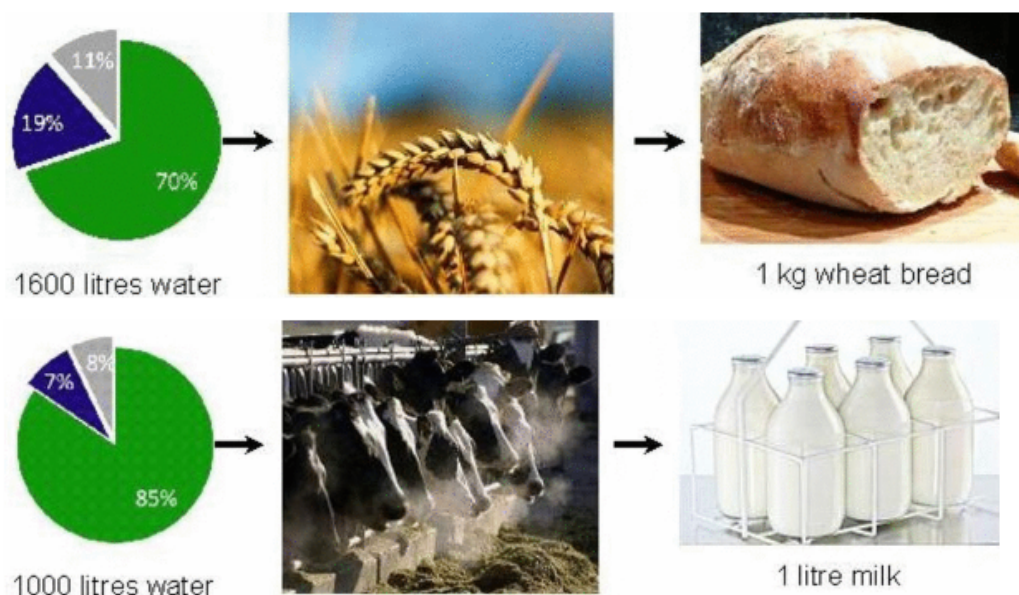 11%
19%
70%
1600 litres water
1 kg wheat bread
8%
7%
85%
1000 litres water
1 litre milk